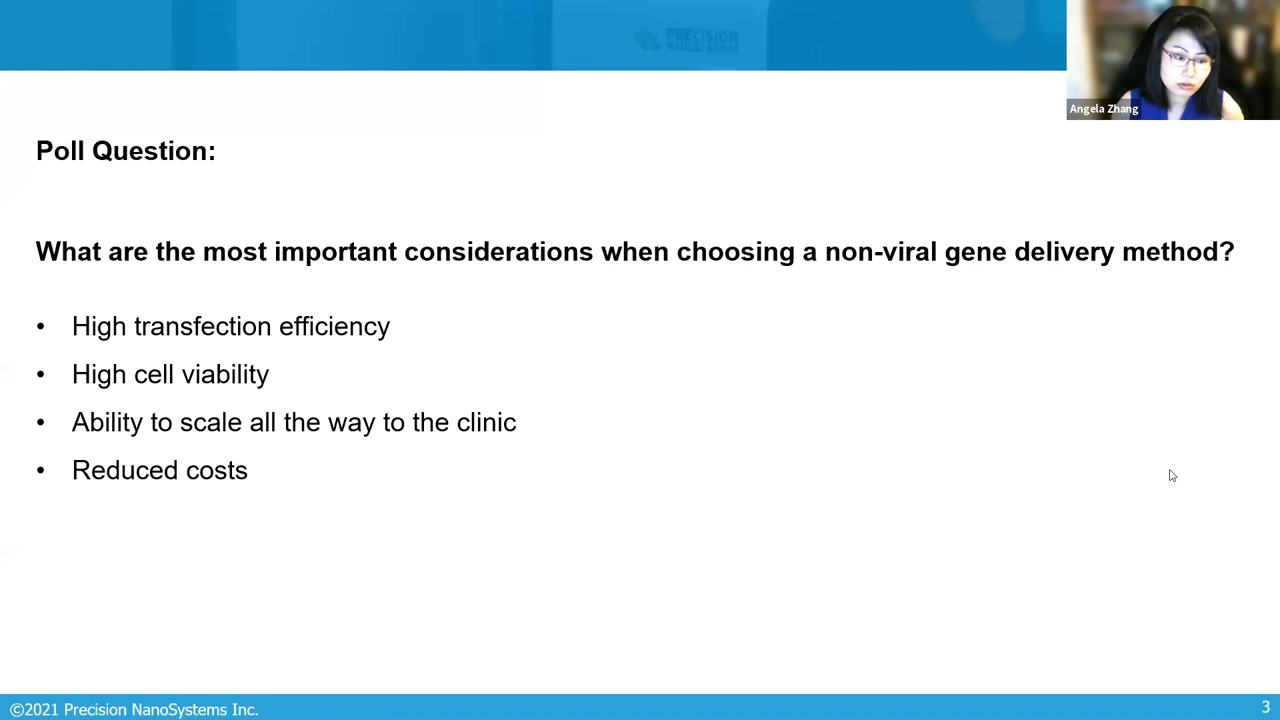 PRECISION
NANOSYSTEMS
Angela Zhang
Poll Question:
What are the most important considerations when choosing a non-viral gene delivery method?
• High transfection efficiency
• High cell viability
• Ability to scale all the way to the clinic
• Reduced costs
©2021 Precision NanoSystems Inc.
3